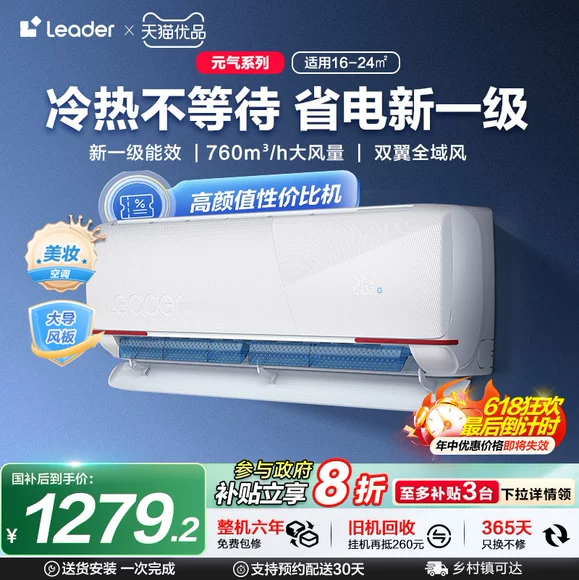 Leader × 天猫优品
元气系列 适用16-24㎡
冷热不等待 省电新一级
新一级能效 | 760m³/h大风量 | 双翼全域风
% 高颜值性价比机
美妆
空调
大导
风板
Leader
618狂欢
最后倒计时
年中优惠价格即将失效
国补后到手价:
¥1279.2
参与政府
补贴立享 8折
至多补贴3台 下拉详情领
整机六年
免费包修
旧机回收
挂机再抵260元
365天
只换不修
送货安装 一次完成
支持预约配送30天
乡村镇可达